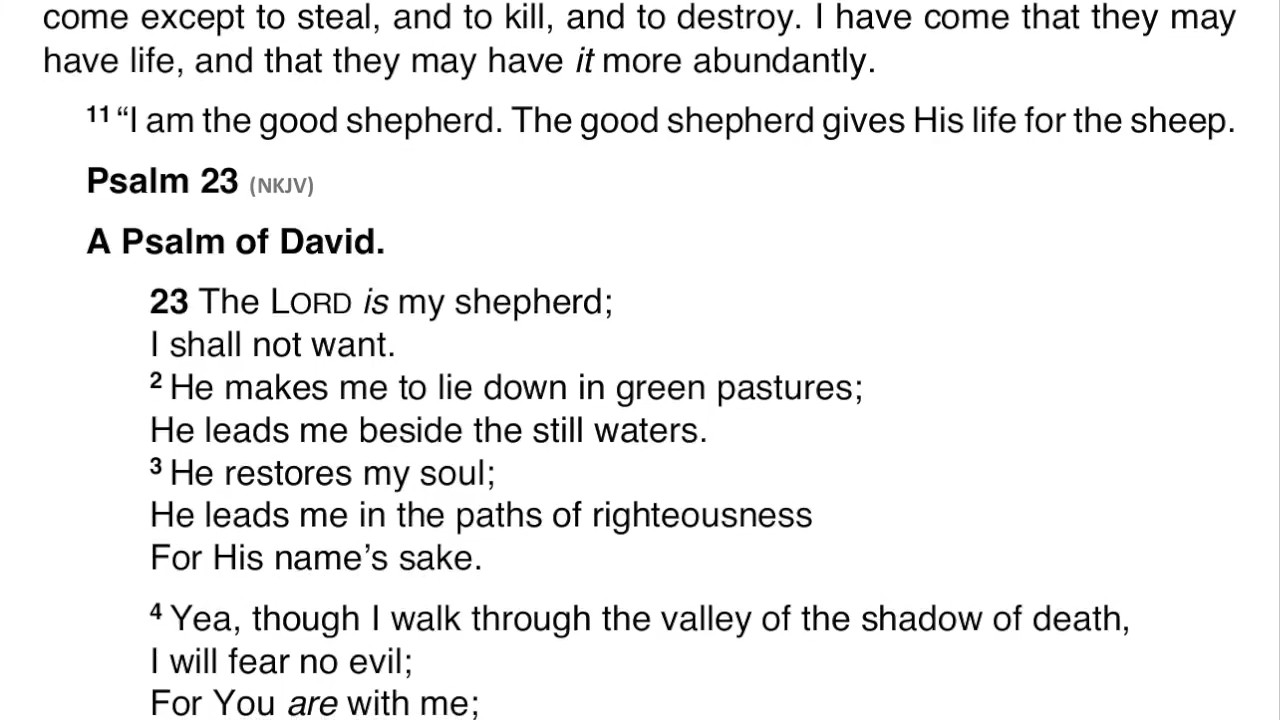 come except to steal, and to kill, and to destroy. I have come that they may
have life, and that they may have it more abundantly.
11 “I am the good shepherd. The good shepherd gives His life for the sheep.
Psalm 23 (NKJV)
A Psalm of David.
23 The LORD is my shepherd;
I shall not want.
2 He makes me to lie down in green pastures;
He leads me beside the still waters.
3 He restores my soul;
He leads me in the paths of righteousness
For His name’s sake.
4 Yea, though I walk through the valley of the shadow of death,
I will fear no evil;
For You are with me;